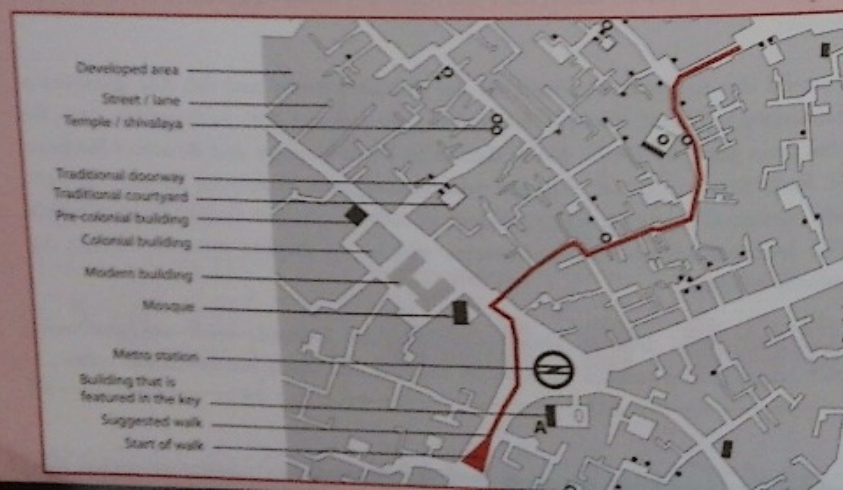 Developed area
Street / lane
Temple / shivalaya
Traditional doorway
Traditional courtyard
Pre-colonial building
Colonial building
Modern building
Mosque
Metro station
Building that is
featured in the key
A
Suggested walk
Start of walk